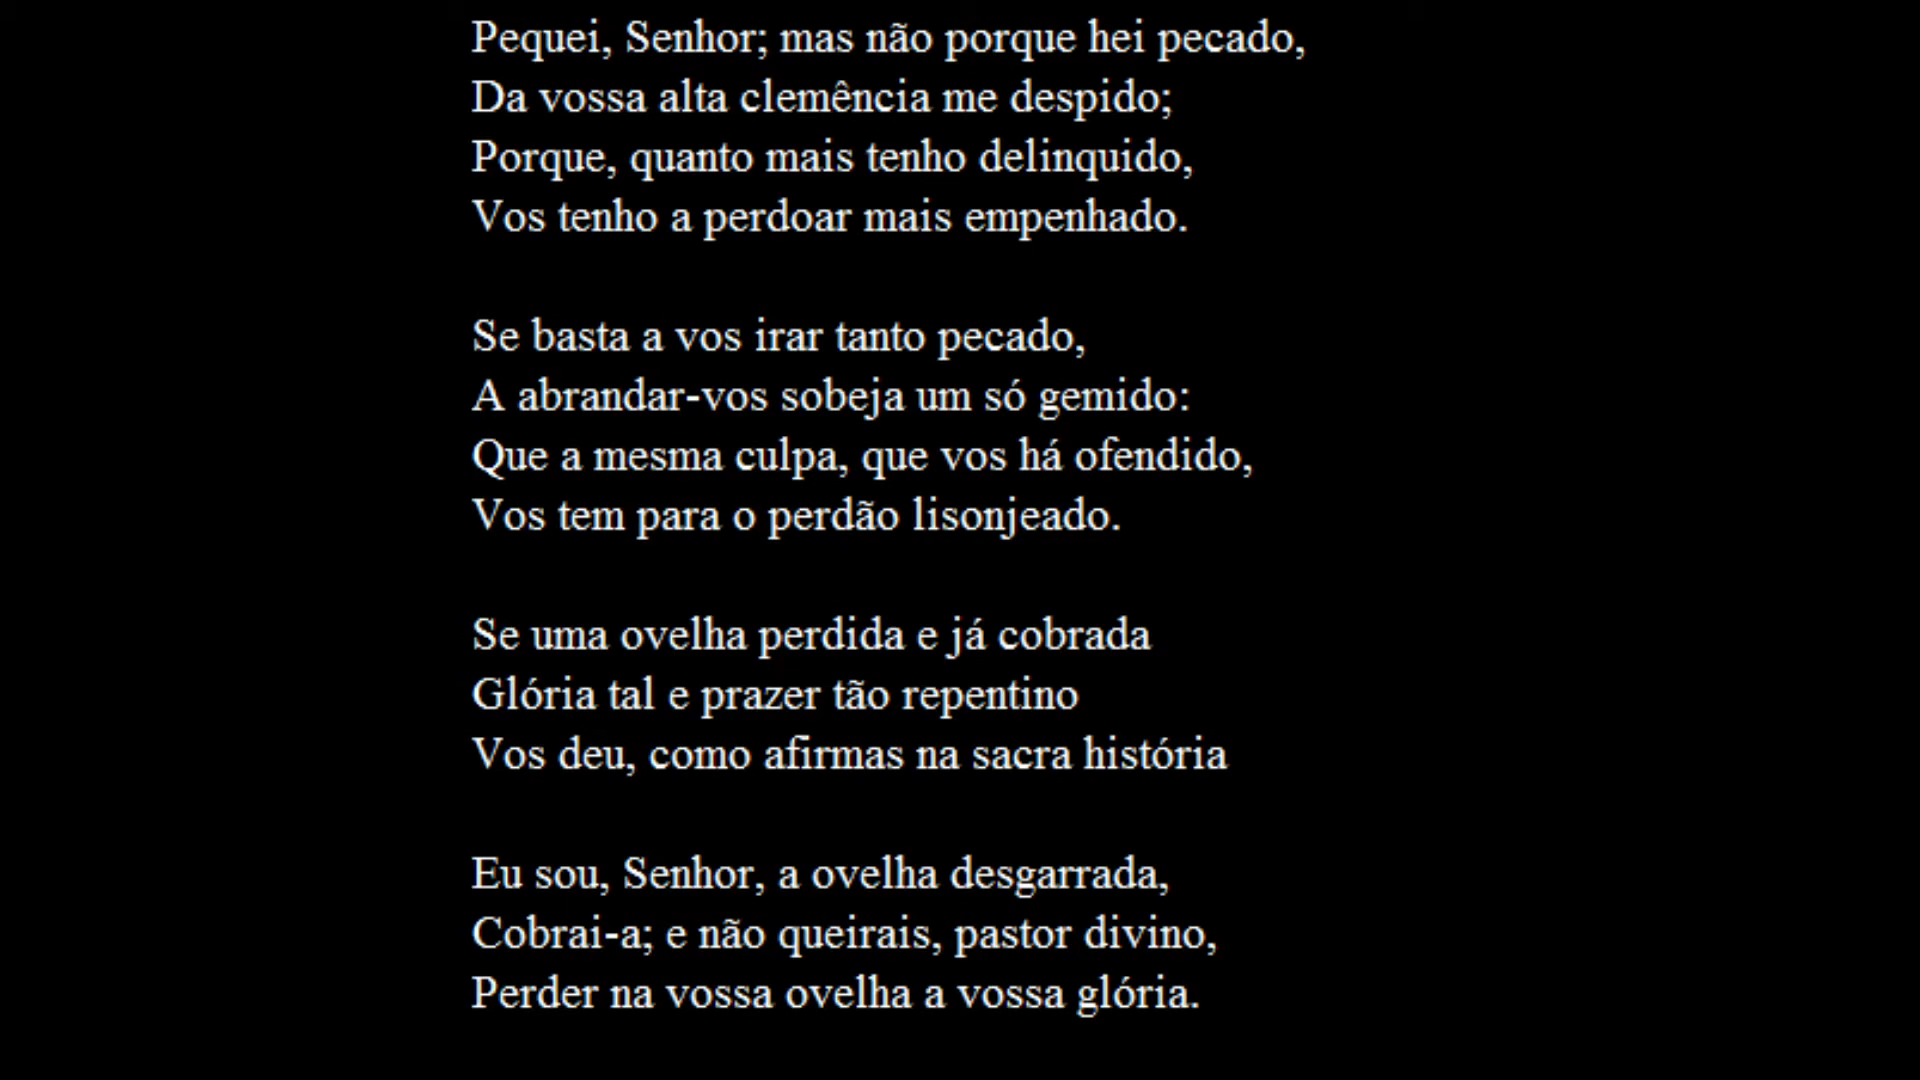 Pequei, Senhor; mas não porque hei pecado,
Da vossa alta clemência me despido;
Porque, quanto mais tenho delinquido,
Vos tenho a perdoar mais empenhado.
Se basta a vos irar tanto pecado,
A abrandar-vos sobeja um só gemido:
Que a mesma culpa, que vos há ofendido,
Vos tem para o perdão lisonjeado.
Se uma ovelha perdida e já cobrada
Glória tal e prazer tão repentino
Vos deu, como afirmas na sacra história
Eu sou, Senhor, a ovelha desgarrada,
Cobrai-a; e não queirais, pastor divino,
Perder na vossa ovelha a vossa glória.